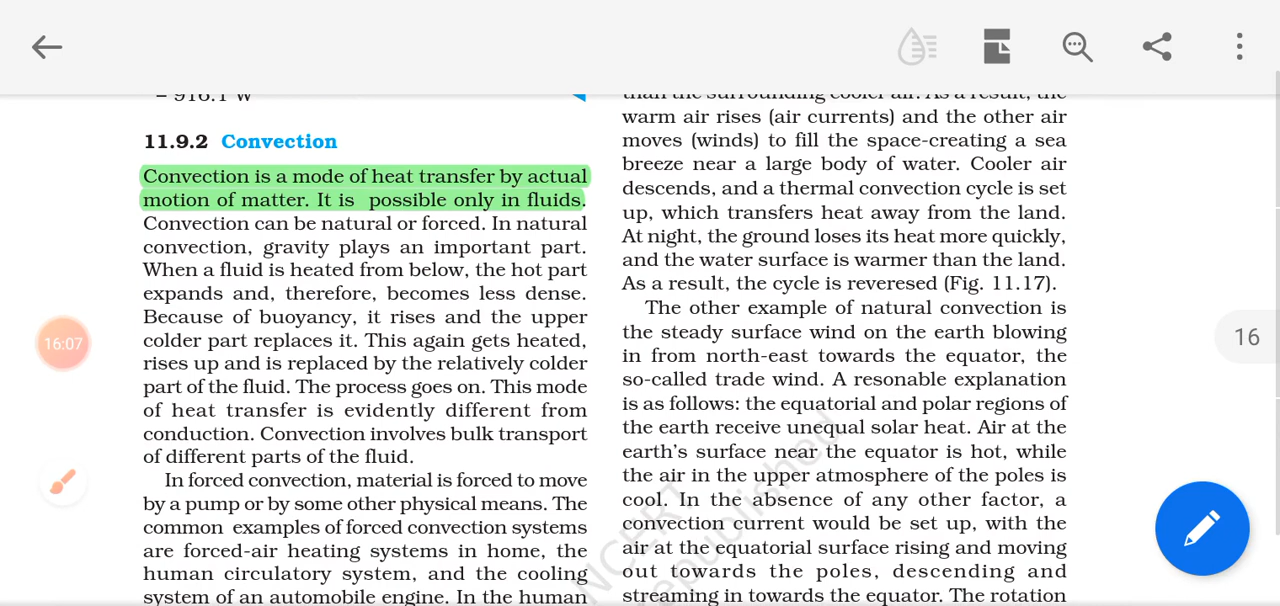 = 916.1 W
11.9.2 Convection
Convection is a mode of heat transfer by actual
motion of matter. It is possible only in fluids.
Convection can be natural or forced. In natural
convection, gravity plays an important part.
When a fluid is heated from below, the hot part
expands and, therefore, becomes less dense.
Because of buoyancy, it rises and the upper
colder part replaces it. This again gets heated,
rises up and is replaced by the relatively colder
part of the fluid. The process goes on. This mode
of heat transfer is evidently different from
conduction. Convection involves bulk transport
of different parts of the fluid.
In forced convection, material is forced to move
by a pump or by some other physical means. The
common examples of forced convection systems
are forced-air heating systems in home, the
human circulatory system, and the cooling
system of an automobile engine. In the human
than the surrounding cooler air. As a result, the
warm air rises (air currents) and the other air
moves (winds) to fill the space-creating a sea
breeze near a large body of water. Cooler air
descends, and a thermal convection cycle is set
up, which transfers heat away from the land.
At night, the ground loses its heat more quickly,
and the water surface is warmer than the land.
As a result, the cycle is reveresed (Fig. 11.17).
The other example of natural convection is
the steady surface wind on the earth blowing
in from north-east towards the equator, the
so-called trade wind. A resonable explanation
is as follows: the equatorial and polar regions of
the earth receive unequal solar heat. Air at the
earth's surface near the equator is hot, while
the air in the upper atmosphere of the poles is
cool. In the absence of any other factor, a
convection current would be set up, with the
air at the equatorial surface rising and moving
out towards the poles, descending and
streaming in towards the equator. The rotation
16:07
16
NCERT
republished